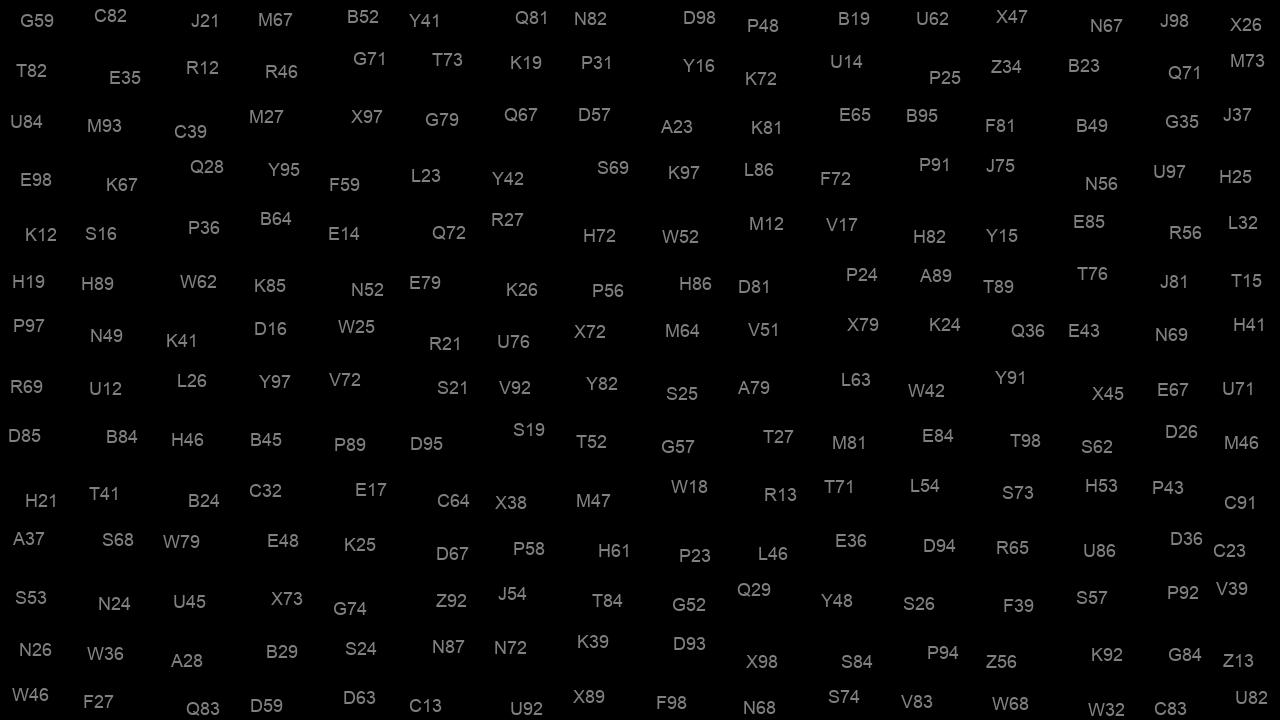 G59 C82 J21 M67 B52 Y41 Q81 N82 D98 P48 B19 U62 X47 N67 J98 X26
T82 E35 R12 R46 G71 T73 K19 P31 Y16 K72 U14 P25 Z34 B23 Q71 M73
U84 M93 C39 M27 X97 G79 Q67 D57 A23 K81 E65 B95 F81 B49 G35 J37
E98 K67 Q28 Y95 F59 L23 Y42 S69 K97 L86 F72 P91 J75 N56 U97 H25
K12 S16 P36 B64 E14 Q72 R27 H72 W52 M12 V17 H82 Y15 E85 R56 L32
H19 H89 W62 K85 N52 E79 K26 P56 H86 D81 P24 A89 T89 T76 J81 T15
P97 N49 K41 D16 W25 R21 U76 X72 M64 V51 X79 K24 Q36 E43 N69 H41
R69 U12 L26 Y97 V72 S21 V92 Y82 S25 A79 L63 W42 Y91 X45 E67 U71
D85 B84 H46 B45 P89 D95 S19 T52 G57 T27 M81 E84 T98 S62 D26 M46
H21 T41 B24 C32 E17 C64 X38 M47 W18 R13 T71 L54 S73 H53 P43 C91
A37 S68 W79 E48 K25 D67 P58 H61 P23 L46 E36 D94 R65 U86 D36 C23
S53 N24 U45 X73 G74 Z92 J54 T84 G52 Q29 Y48 S26 F39 S57 P92 V39
N26 W36 A28 B29 S24 N87 N72 K39 D93 X98 S84 P94 Z56 K92 G84 Z13
W46 F27 Q83 D59 D63 C13 U92 X89 F98 N68 S74 V83 W68 W32 C83 U82